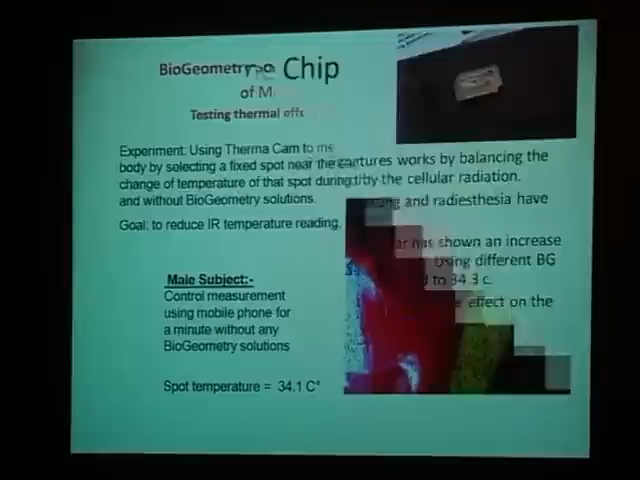 BioGeometry Chip
of M
Testing thermal
Experiment: Using Therma Cam to
body by selecting a fixed spot near the
change of temperature of that spot during
and without BioGeometry solutions.
Goal: to reduce IR temperature reading.
works by balancing the
by the cellular radiation.
and radiesthesia have
has shown an increase
Using different BG
to 34.3 c.
effect on the
Male Subject:-
Control measurement
using mobile phone for
a minute without any
BioGeometry solutions
Spot temperature = 34.1 C°